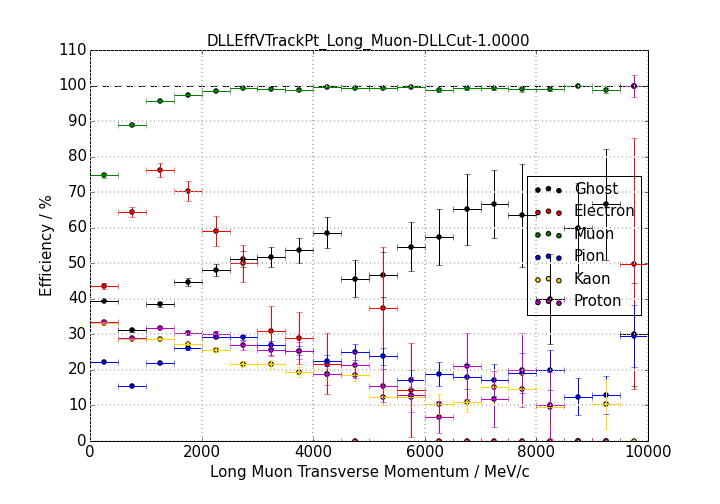 DLLEffVTrackPt_Long_Muon-DLLCut-1.0000
110
100
90
80
70
60
50
40
30
20
10
0
Efficiency / %
Ghost
Electron
Muon
Pion
Kaon
Proton
0 2000 4000 6000 8000 10000
Long Muon Transverse Momentum / MeV/c